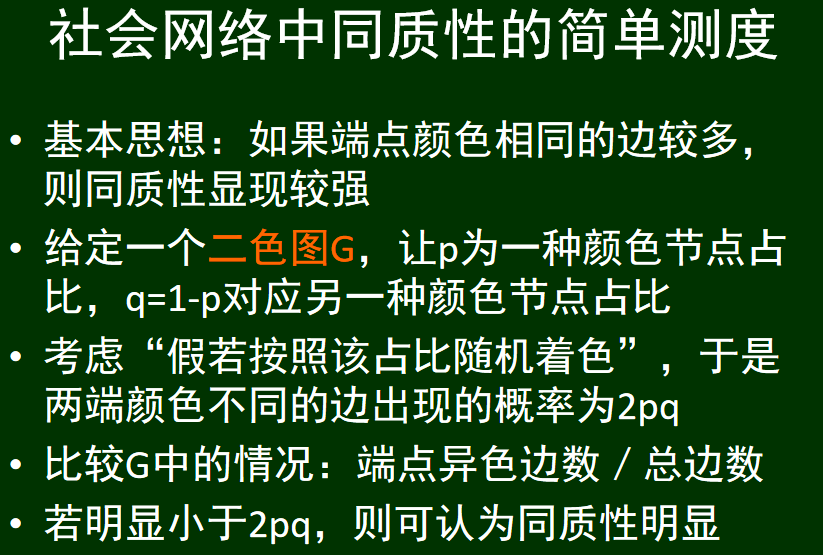 社会网络中同质性的简单测度
• 基本思想：如果端点颜色相同的边较多，
则同质性显现较强
• 给定一个二色图G，让p为一种颜色节点占
比，q=1-p对应另一种颜色节点占比
• 考虑“假若按照该占比随机着色”，于是
两端颜色不同的边出现的概率为2pq
• 比较G中的情况：端点异色边数 / 总边数
• 若明显小于2pq，则可认为同质性明显